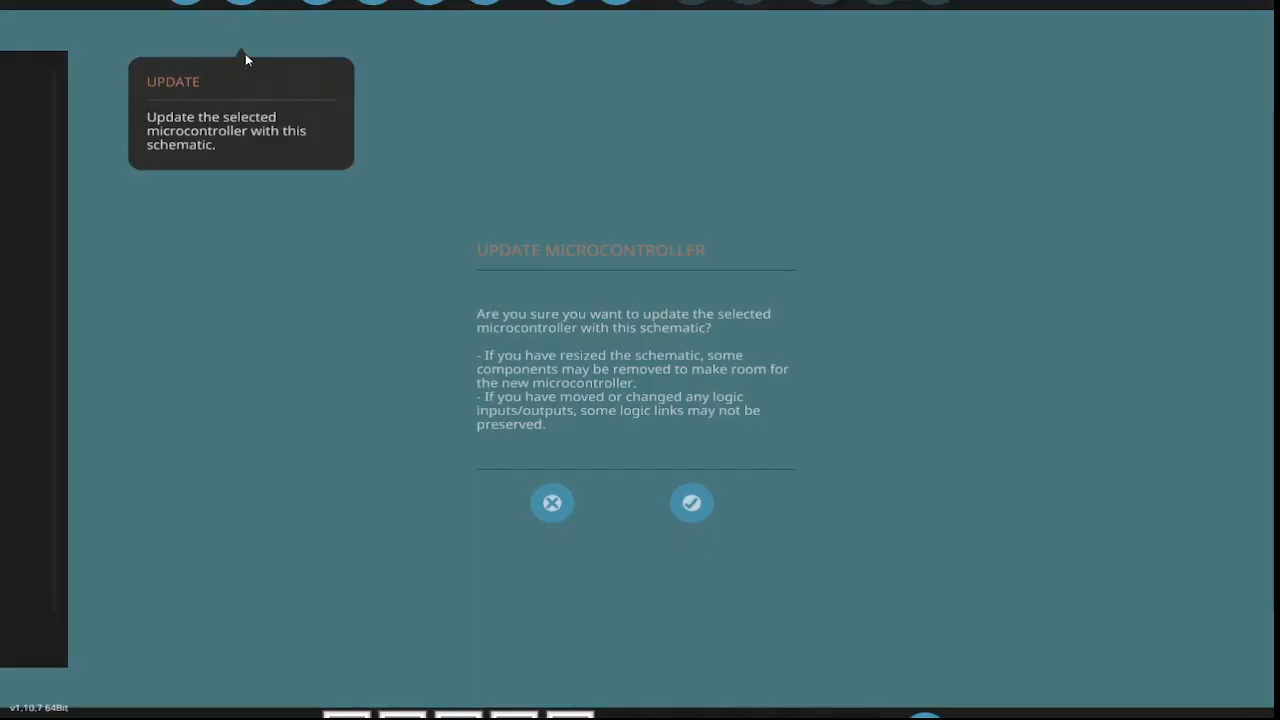 UPDATE
Update the selected
microcontroller with this
schematic.
UPDATE MICROCONTROLLER
Are you sure you want to update the selected
microcontroller with this schematic?
- If you have resized the schematic, some
components may be removed to make room for
the new microcontroller.
- If you have moved or changed any logic
inputs/outputs, some logic links may not be
preserved.
v1.10.7 64Bit